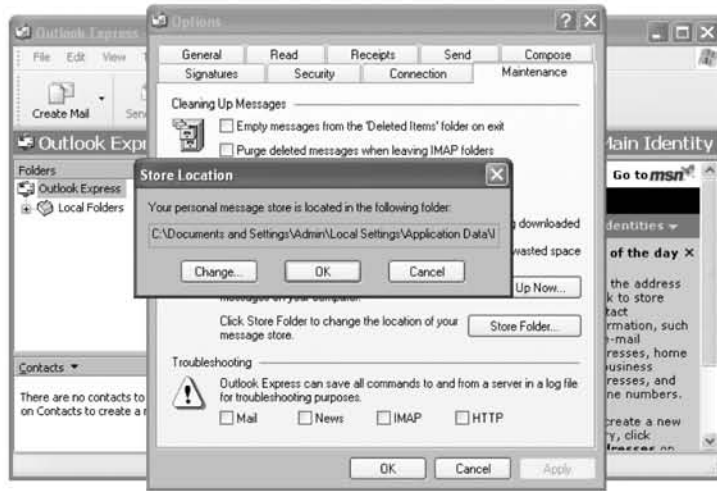 Outlook Express
Options
File Edit View
General Read Receipts Send Compose
Signatures Security Connection Maintenance
Create Mail
Cleaning Up Messages
Empty messages from the 'Deleted Items' folder on exit
Purge deleted messages when leaving IMAP folders
Outlook Expr
Main Identity
Folders
Outlook Express
Local Folders
Go to msn
Store Location
Your personal message store is located in the following folder:
C:\Documents and Settings\Admin\Local Settings\Application Data\I
Change... OK Cancel
downloaded
wasted space
Up Now...
messages on your computer.
Click Store Folder to change the location of your
message store.
Store Folder...
Troubleshooting
Outlook Express can save all commands to and from a server in a log file
for troubleshooting purposes.
Mail News IMAP HTTP
OK Cancel Apply
Contacts
There are no contacts to
on Contacts to create a
dentities
of the day X
the address
k to store
tact
rmation, such
e-mail
resses, home
usiness
resses, and
ne numbers.
create a new
ry, click
dresses on